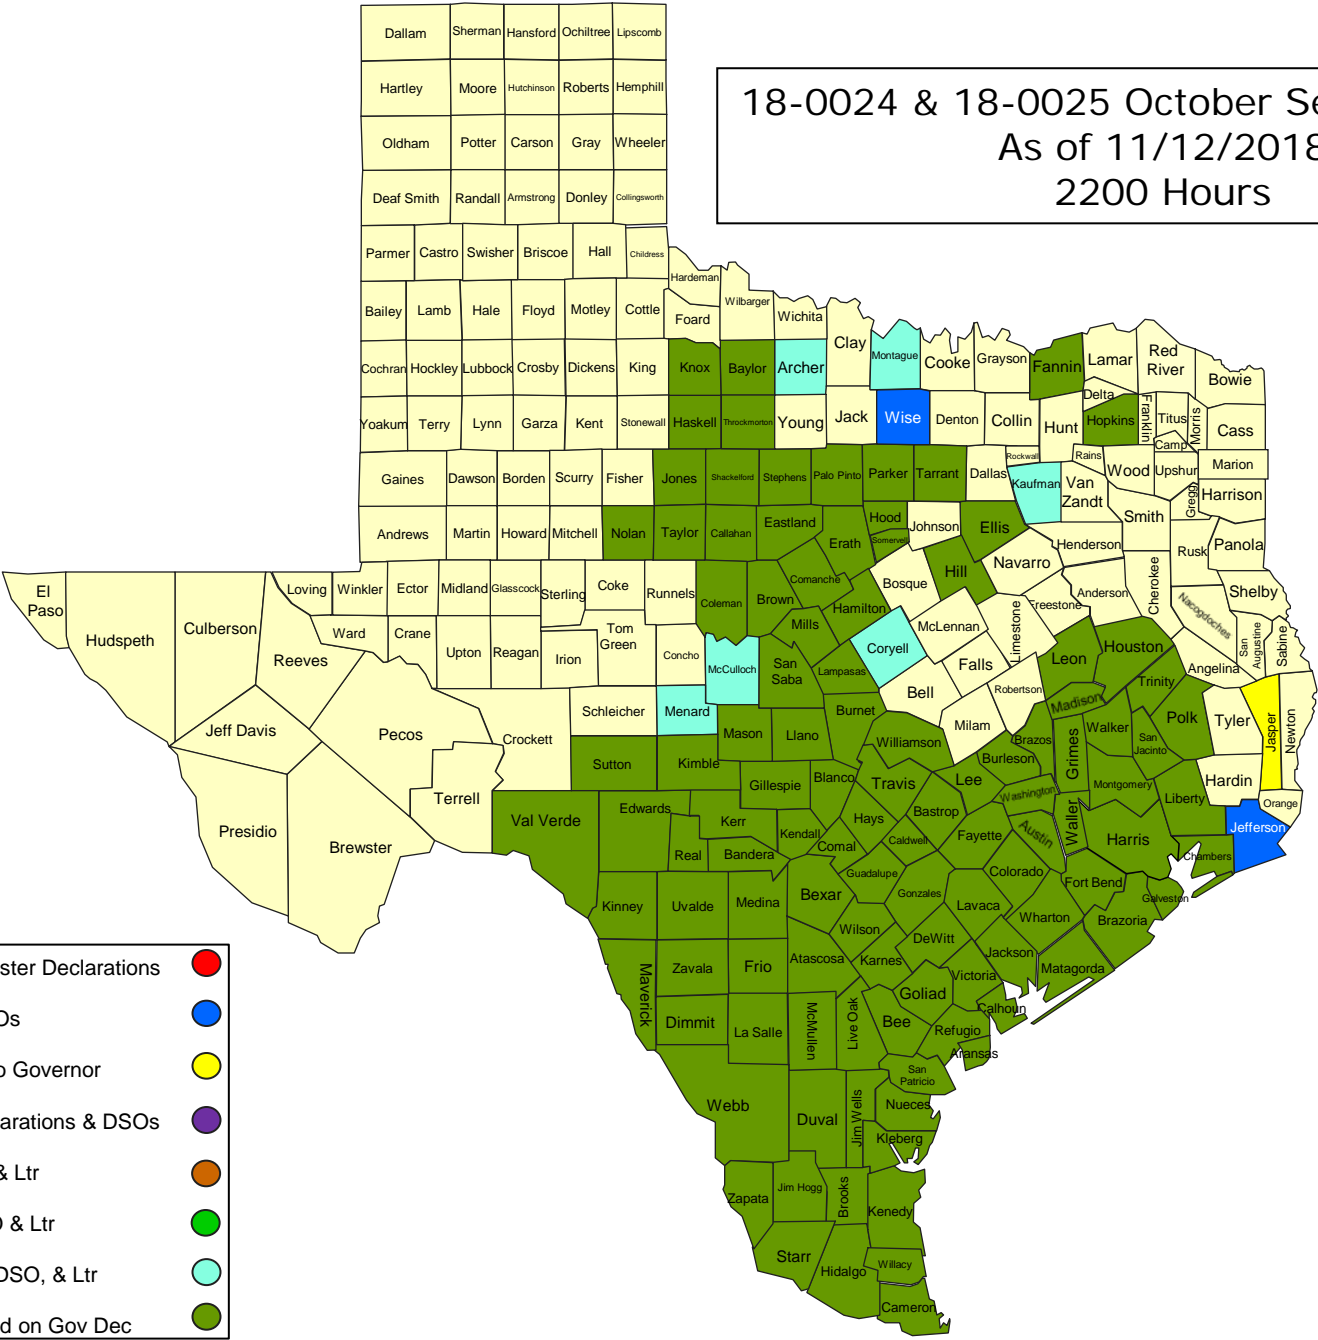 18-0024 & 18-0025 October Se
As of 11/12/2018
2200 Hours
Dallam Sherman Hansford Ochiltree Lipscomb
Hartley Moore Hutchinson Roberts Hemphill
Oldham Potter Carson Gray Wheeler
Deaf Smith Randall Armstrong Donley Collingsworth
Parmer Castro Swisher Briscoe Hall Childress
Hardeman
Bailey Lamb Hale Floyd Motley Cottle Foard Wilbarger Wichita Clay
Montague Cooke Grayson Fannin Lamar Red River Bowie
Cochran Hockley Lubbock Crosby Dickens King Knox Baylor Archer
Delta
Yoakum Terry Lynn Garza Kent Stonewall Haskell Throckmorton Young Jack Wise Denton Collin Hunt Hopkins Franklin Titus Morris Cass
Camp
Gaines Dawson Borden Scurry Fisher Jones Shackelford Stephens Palo Pinto Parker Tarrant Dallas Rockwall Rains Wood Upshur Marion
Kaufman Van Zandt Gregg Harrison
Andrews Martin Howard Mitchell Nolan Taylor Callahan Eastland Erath Hood Somervell Johnson Ellis Henderson Smith Rusk Panola
El Paso Hudspeth Culberson Loving Winkler Ector Midland Glasscock Sterling Coke Runnels Coleman Brown Comanche Hamilton Bosque Hill Navarro Freestone Anderson Cherokee Nacogdoches Shelby
Reeves Ward Crane Upton Reagan Irion Tom Green Concho McCulloch San Saba Mills Lampasas Coryell McLennan Limestone Falls Leon Houston Angelina San Augustine Sabine
Jeff Davis Pecos Crockett Schleicher Menard Mason Llano Burnet Bell Milam Robertson Madison Trinity Polk Tyler Jasper Newton
Sutton Kimble Gillespie Blanco Williamson Travis Lee Burleson Brazos Grimes Walker San Jacinto Montgomery Liberty Hardin Orange
Presidio Brewster Terrell Val Verde Edwards Kerr Real Bandera Kendall Hays Comal Caldwell Bastrop Fayette Washington Austin Waller Harris Chambers Jefferson
Kinney Uvalde Medina Bexar Guadalupe Gonzales Lavaca Colorado Wharton Fort Bend Brazoria Galveston
Maverick Zavala Frio Atascosa Wilson Karnes DeWitt Jackson Matagorda
Dimmit La Salle McMullen Live Oak Bee Goliad Victoria Calhoun
Refugio Aransas
San Patricio
Webb Duval Jim Wells Nueces
Kleberg
Zapata Jim Hogg Brooks Kenedy
Starr Hidalgo Willacy
Cameron
ster Declarations
Os
o Governor
arations & DSOs
& Ltr
O & Ltr
DSO, & Ltr
d on Gov Dec